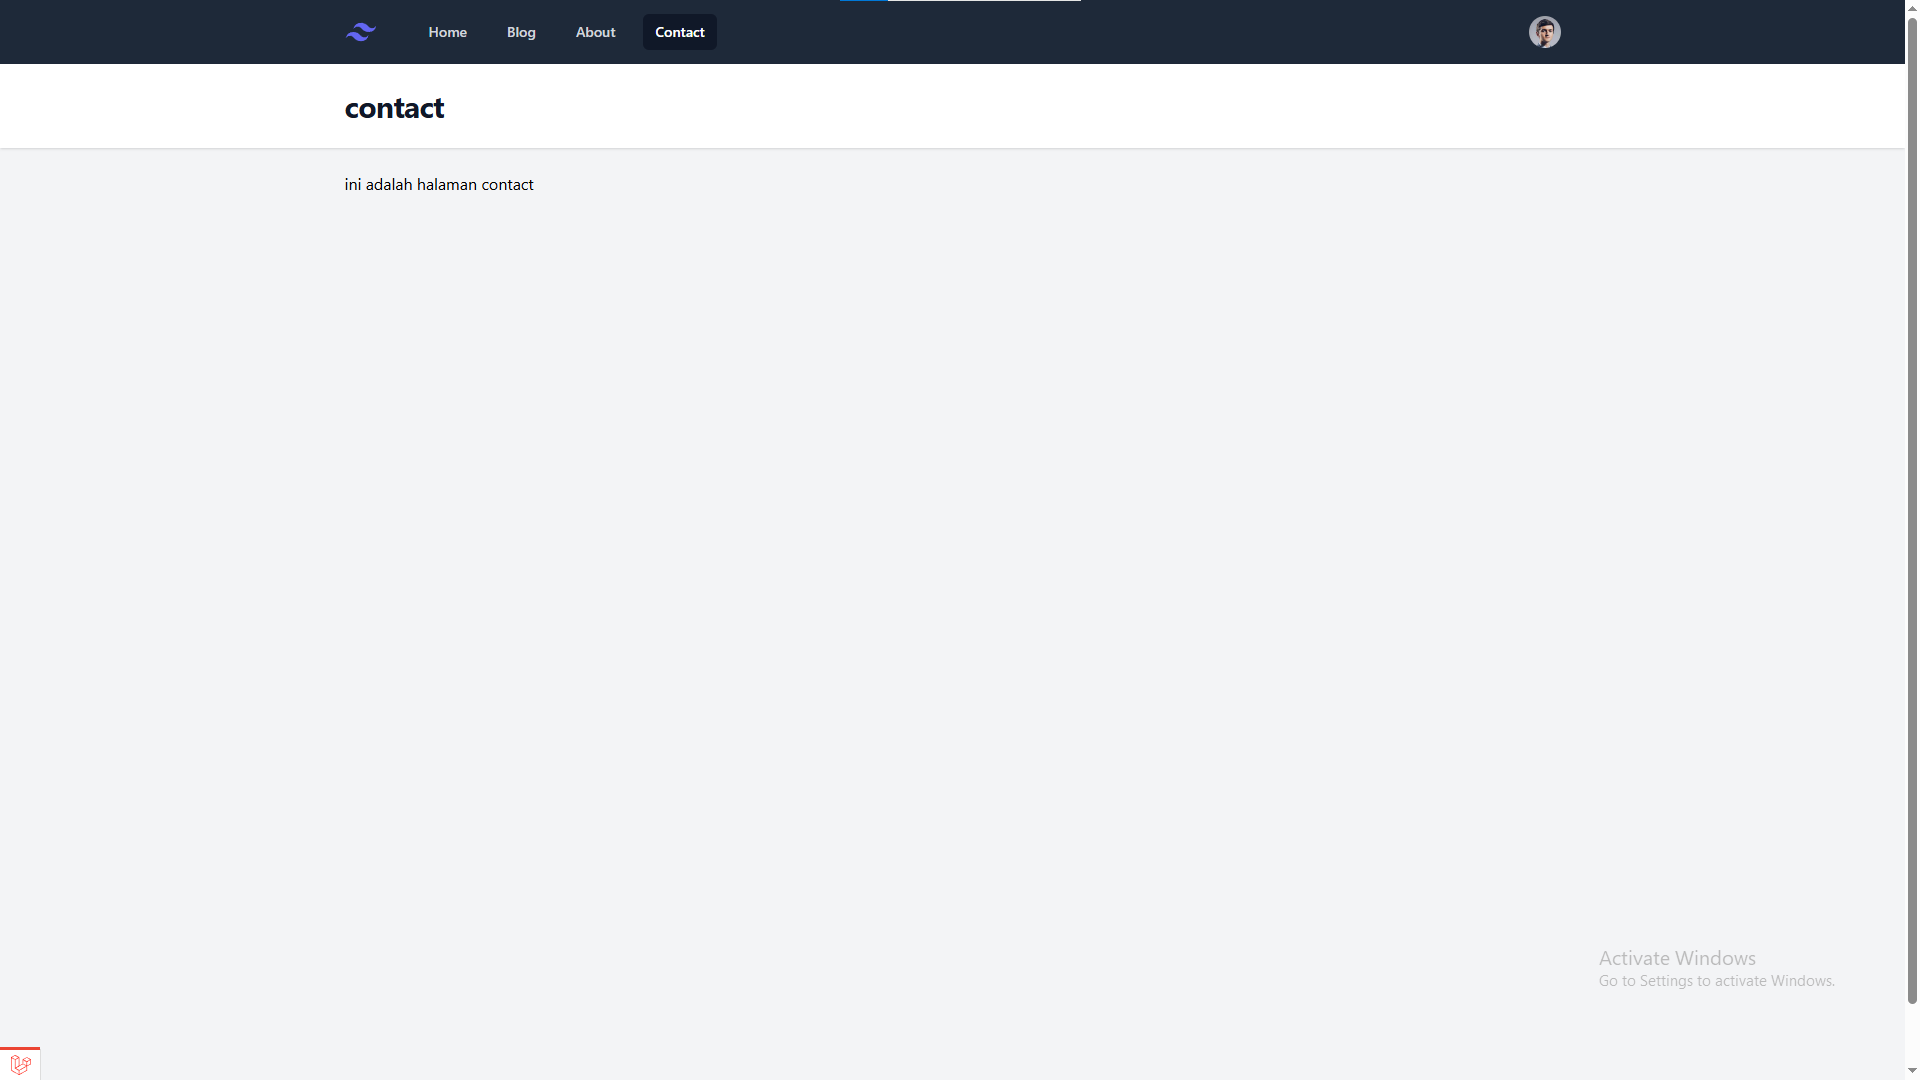 Home
Blog
About
Contact
contact
ini adalah halaman contact
Activate Windows
Go to Settings to activate Windows.